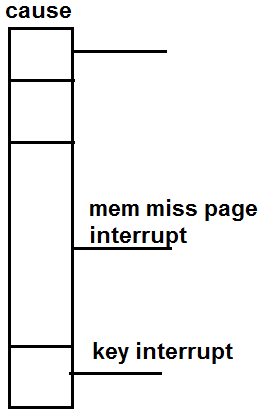 cause
mem miss page
interrupt
key interrupt